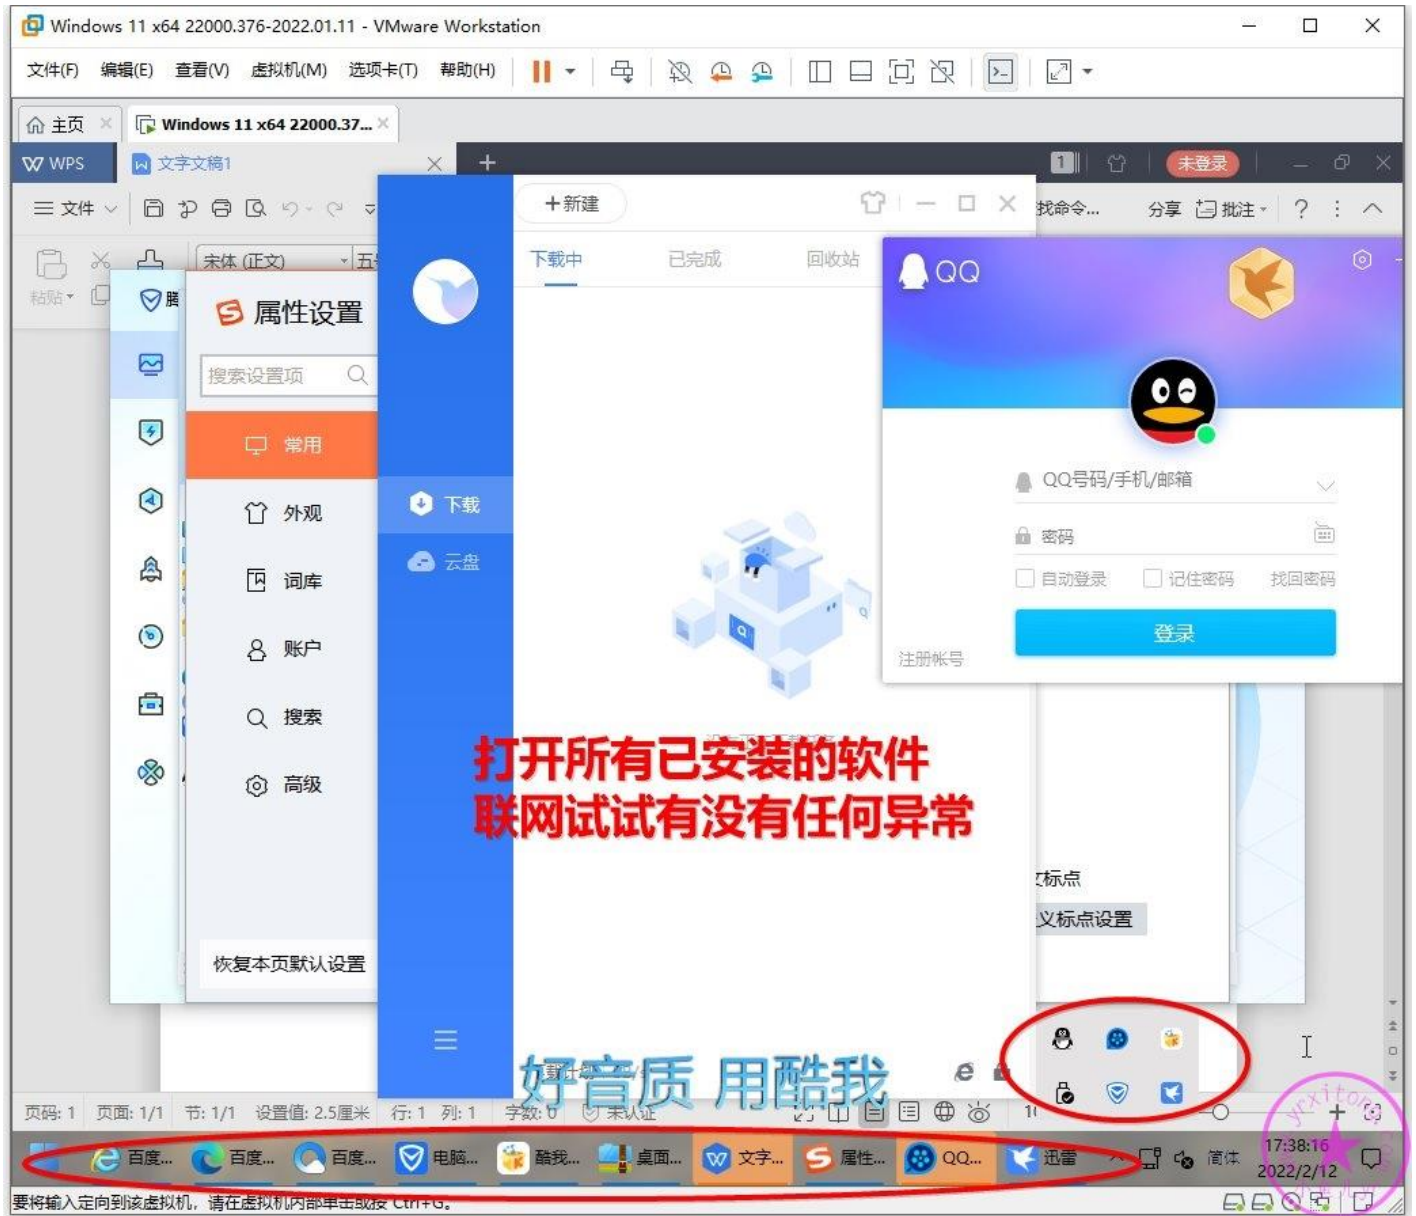 Windows 11 x64 22000.376-2022.01.11 - VMware Workstation
文件(F) 编辑(E) 查看(V) 虚拟机(M) 选项卡(T) 帮助(H)
主页 Windows 11 x64 22000.37...
WPS 文字文稿1 1 未登录
文件 找命令... 分享 批注
+新建
粘贴 宋体 (正文)
下载中 已完成 回收站
QQ
属性设置
搜索设置项
常用
外观
词库
账户
搜索
高级
恢复本页默认设置
下载
云盘
QQ号码/手机/邮箱
密码
自动登录 记住密码 找回密码
登录
注册帐号
打开所有已安装的软件
联网试试有没有任何异常
标点
义标点设置
好音质 用酷我
页码: 1 页面: 1/1 节: 1/1 设置值: 2.5厘米 行: 1 列: 1 字数: 0 未认证
百度... 百度... 百度... 电脑... 酷我... 桌面... 文字... 属性... QQ... 迅雷 简体 17:38:16
2022/2/12
要将输入定向到该虚拟机，请在虚拟机内部单击或按 Ctrl+G。